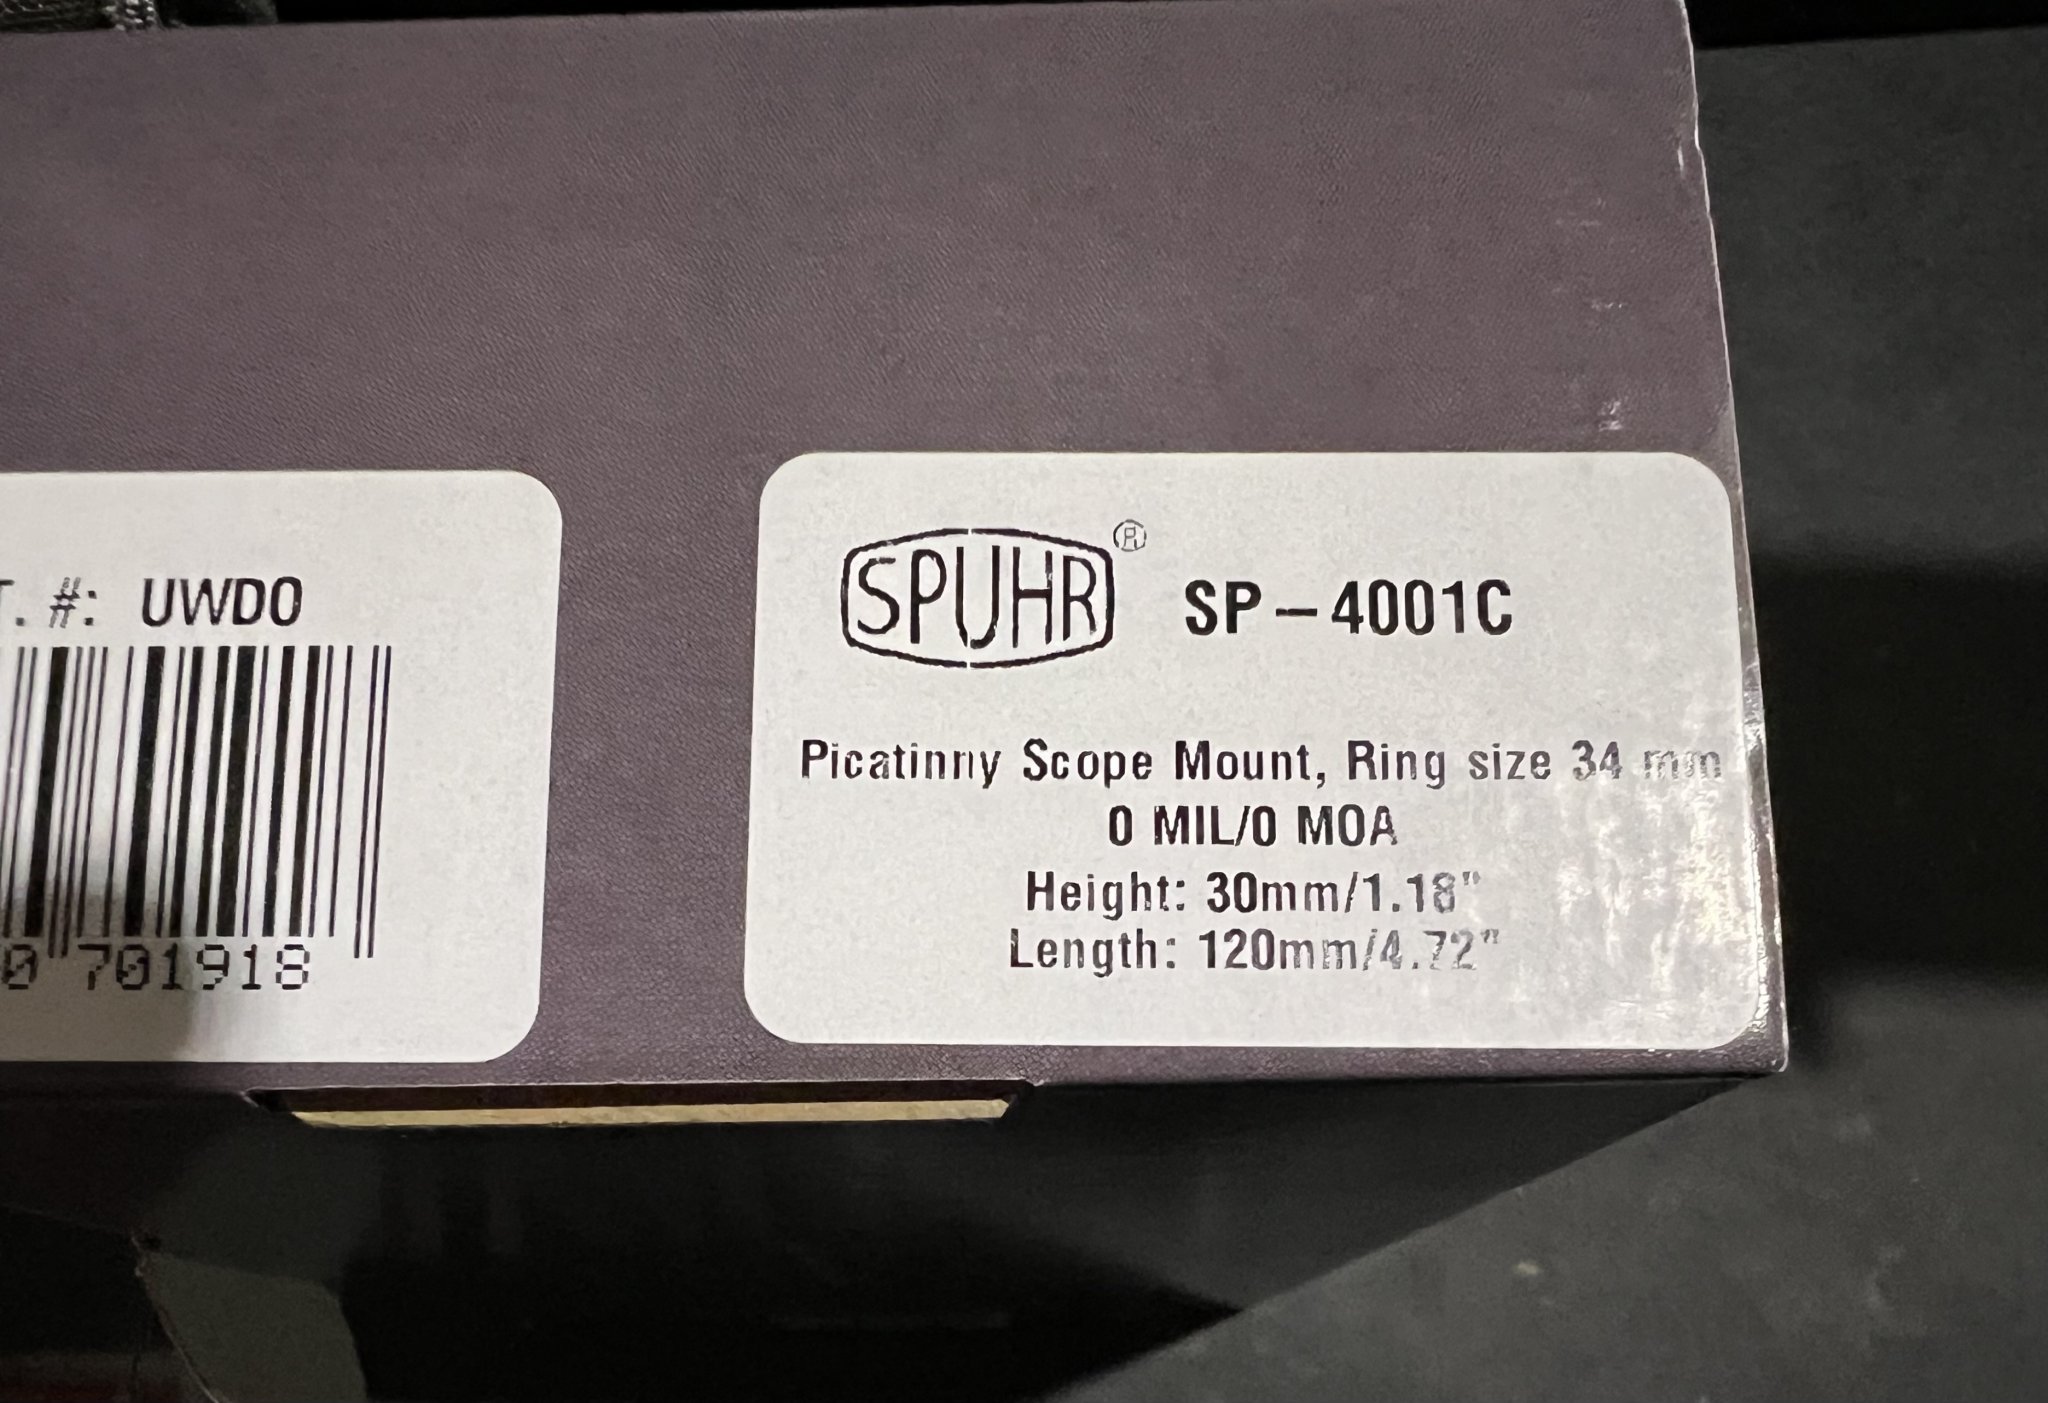 T. #: UWDO
0 701918
SPUHR® SP-4001C
Picatinny Scope Mount, Ring size 34 mm
0 MIL/0 MOA
Height: 30mm/1.18"
Length: 120mm/4.72"